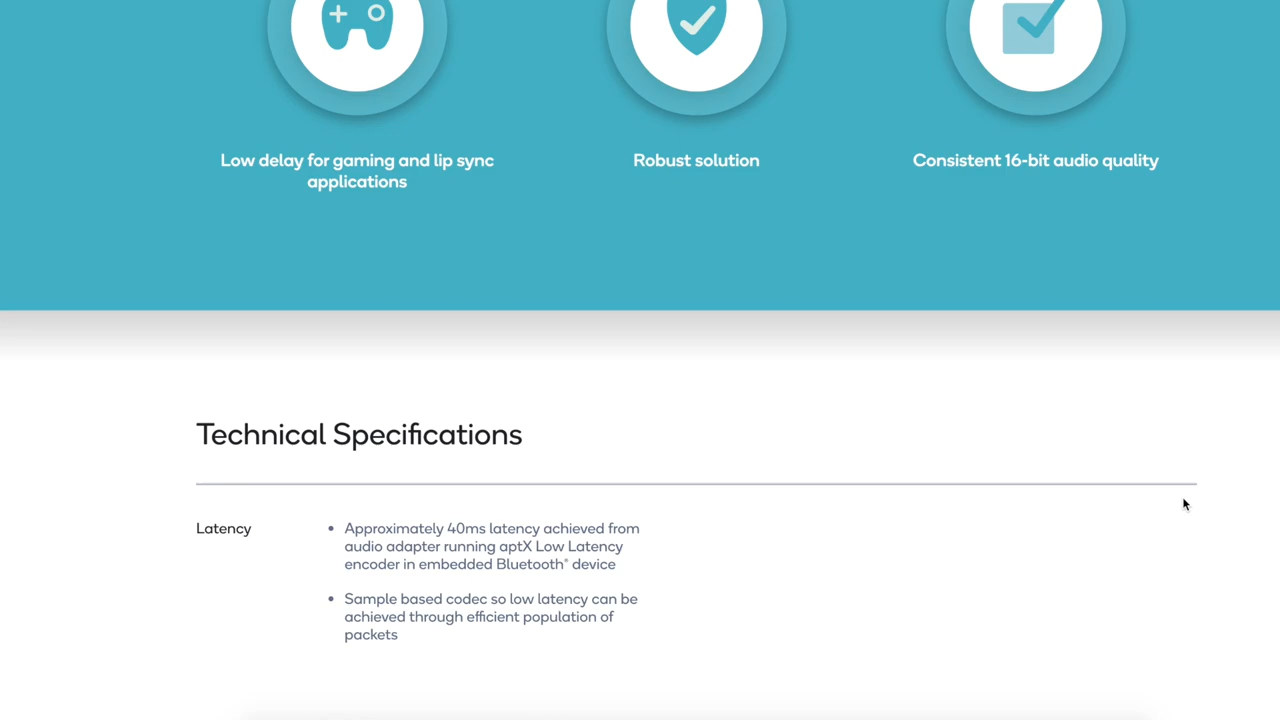 Low delay for gaming and lip sync
applications
Robust solution
Consistent 16-bit audio quality
Technical Specifications
Latency
• Approximately 40ms latency achieved from
audio adapter running aptX Low Latency
encoder in embedded Bluetooth® device
• Sample based codec so low latency can be
achieved through efficient population of
packets